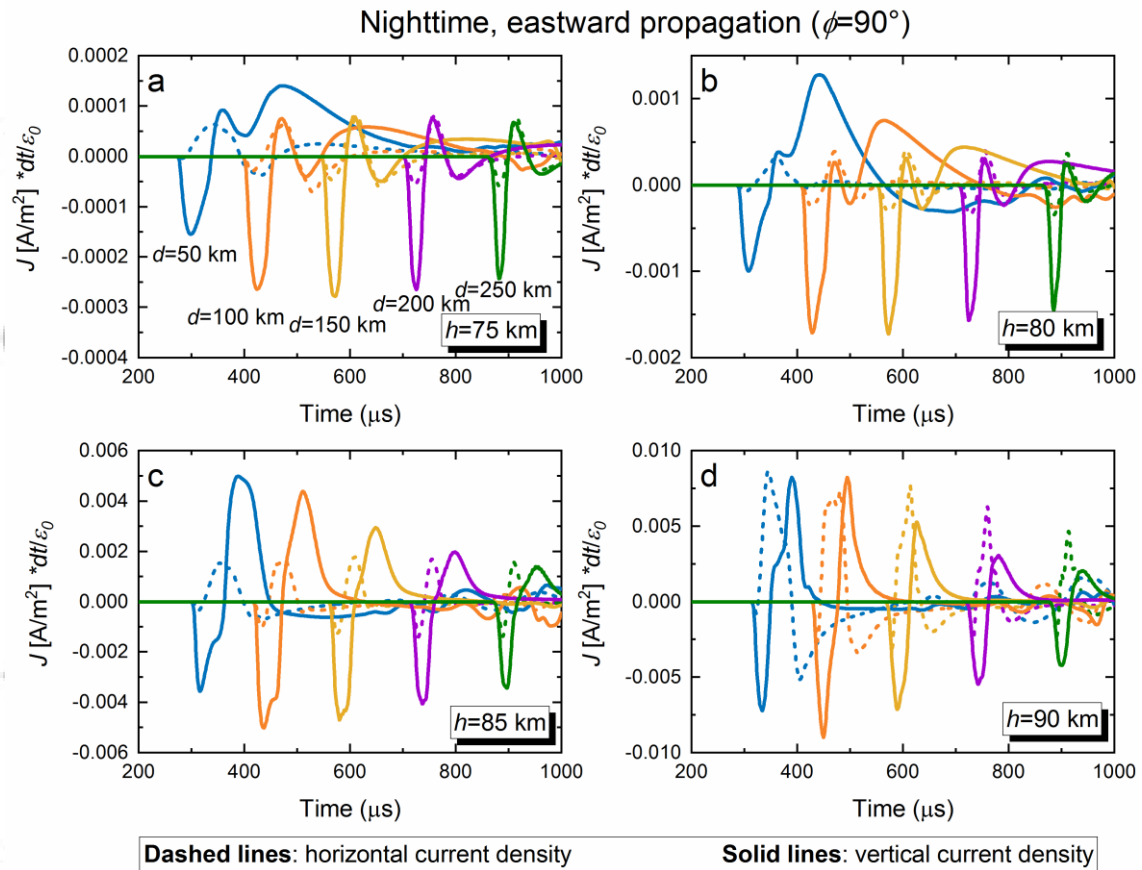 Nighttime, eastward propagation (ϕ=90°)
a
J [A/m²] *dt/ε₀
0.0002
0.0001
0.0000
-0.0001
-0.0002
-0.0003
-0.0004
d=50 km
d=100 km
d=150 km
d=200 km
d=250 km
h=75 km
200 400 600 800 1000
Time (μs)
b
J [A/m²] *dt/ε₀
0.001
0.000
-0.001
-0.002
h=80 km
200 400 600 800 1000
Time (μs)
c
J [A/m²] *dt/ε₀
0.006
0.004
0.002
0.000
-0.002
-0.004
-0.006
h=85 km
200 400 600 800 1000
Time (μs)
d
J [A/m²] *dt/ε₀
0.010
0.005
0.000
-0.005
-0.010
h=90 km
200 400 600 800 1000
Time (μs)
Dashed lines: horizontal current density Solid lines: vertical current density